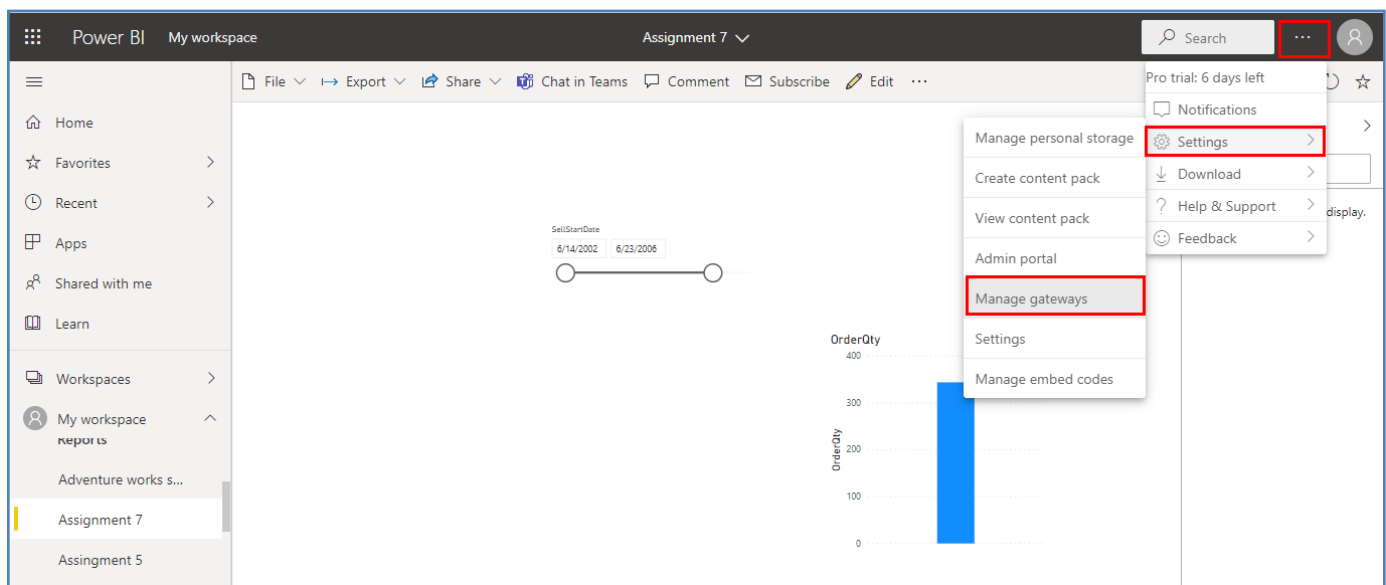 Power BI My workspace Assignment 7 Search ...
File Export Share Chat in Teams Comment Subscribe Edit ...
Home
Favorites
Recent
Apps
Shared with me
Learn
Workspaces
My workspace
Reports
Adventure works s...
Assignment 7
Assingment 5
SellStartDate
6/14/2002 6/23/2006
OrderQty
400
300
200
100
0
OrderQty
Manage personal storage
Create content pack
View content pack
Admin portal
Manage gateways
Settings
Manage embed codes
Pro trial: 6 days left
Notifications
Settings
Download
? Help & Support
Feedback
display.